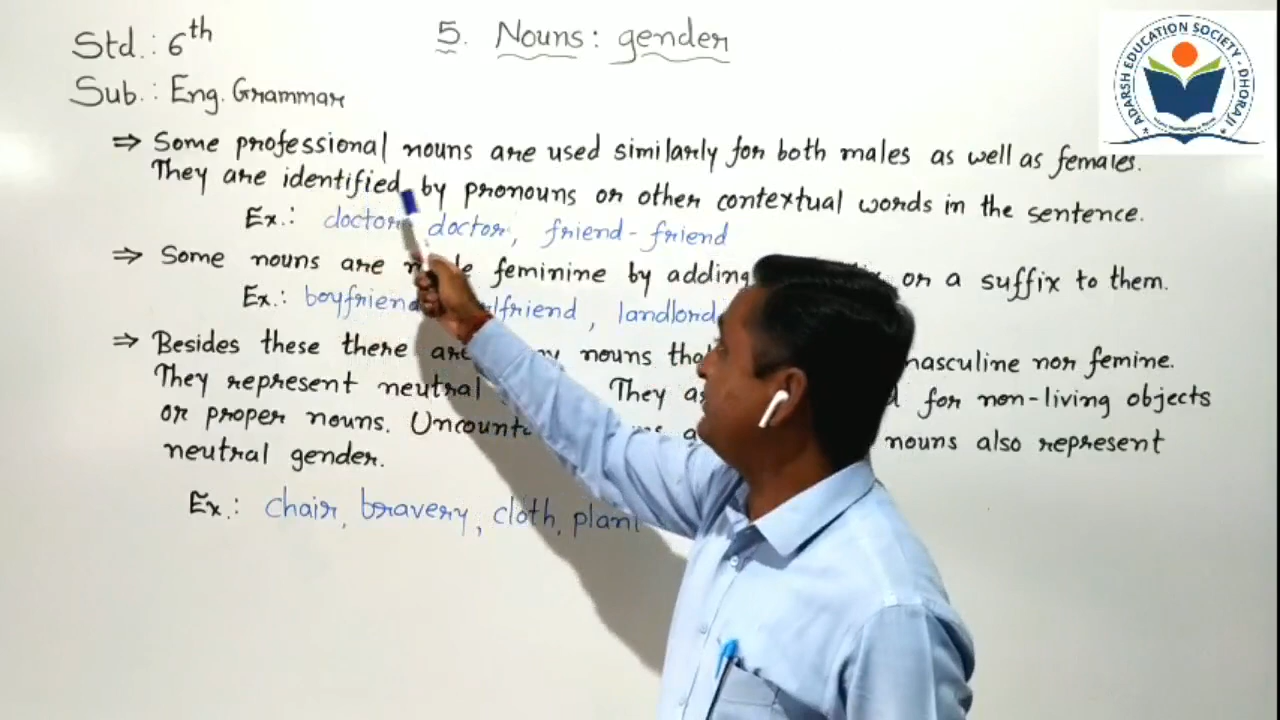 Std.: 6th
5. Nouns: gender
Sub.: Eng. Grammar
ADARSH EDUCATION SOCIETY - DHORAJI
⇒ Some professional nouns are used similarly for both males as well as females.
They are identified by pronouns or other contextual words in the sentence.
Ex.: doctor doctor, friend - friend
⇒ Some nouns are feminine by adding or a suffix to them.
Ex.: boyfriend , landlord
⇒ Besides these there are nouns masculine nor femine.
They represent neutral They for non-living objects
or proper nouns. nouns also represent
neutral gender.
Ex.: chair, bravery, cloth, plant